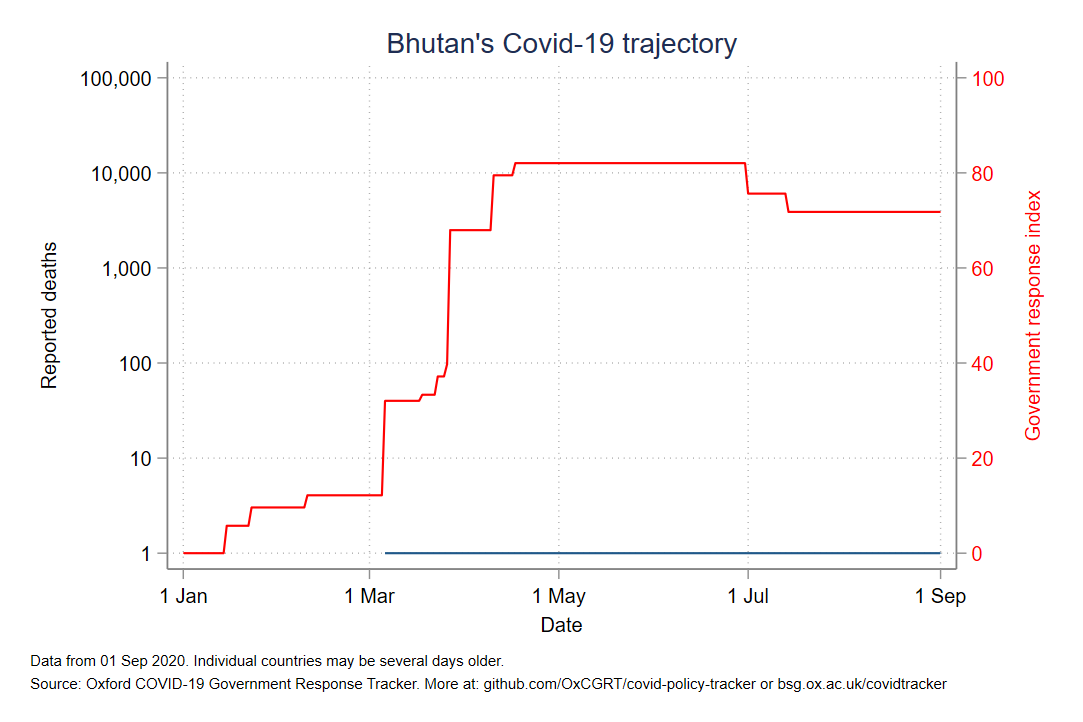 Bhutan's Covid-19 trajectory
100,000
10,000
1,000
100
10
1
Reported deaths
100
80
60
40
20
0
Government response index
1 Jan
1 Mar
1 May
1 Jul
1 Sep
Date
Data from 01 Sep 2020. Individual countries may be several days older.
Source: Oxford COVID-19 Government Response Tracker. More at: github.com/OxCGRT/covid-policy-tracker or bsg.ox.ac.uk/covidtracker